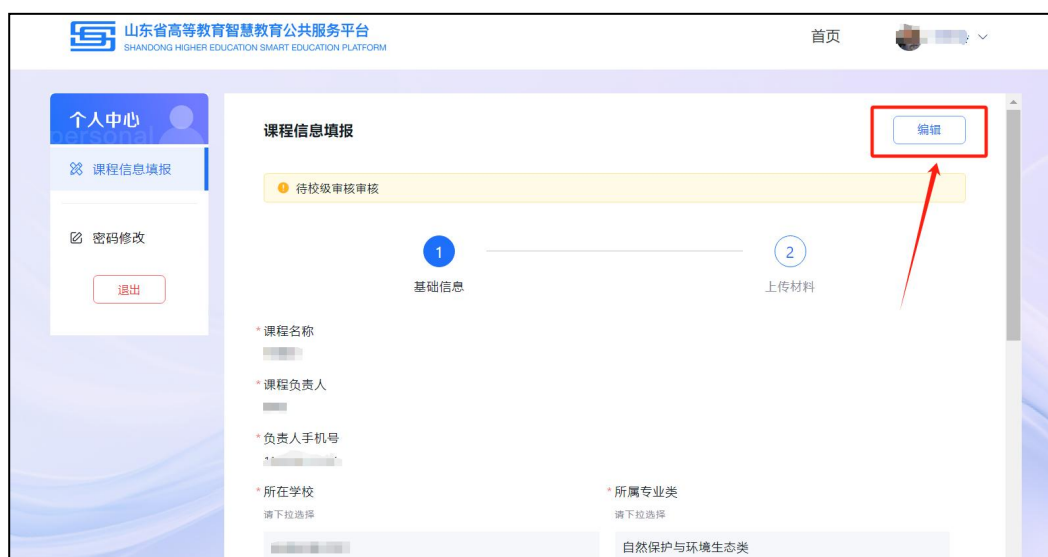 山东省高等教育智慧教育公共服务平台
SHANDONG HIGHER EDUCATION SMART EDUCATION PLATFORM
首页
个人中心
personal
课程信息填报
密码修改
退出
课程信息填报
编辑
待校级审核审核
1
2
基础信息
上传材料
*课程名称
*课程负责人
*负责人手机号
*所在学校
*所属专业类
请下拉选择
请下拉选择
自然保护与环境生态类